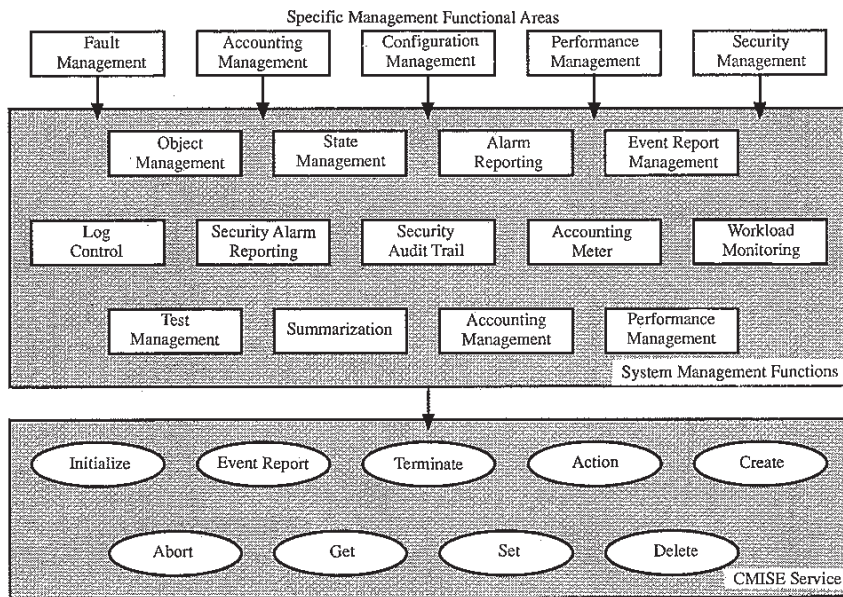 Specific Management Functional Areas
Fault
Management
Accounting
Management
Configuration
Management
Performance
Management
Security
Management
Object
Management
State
Management
Alarm
Reporting
Event Report
Management
Log
Control
Security Alarm
Reporting
Security
Audit Trail
Accounting
Meter
Workload
Monitoring
Test
Management
Summarization
Accounting
Management
Performance
Management
System Management Functions
Initialize
Event Report
Terminate
Action
Create
Abort
Get
Set
Delete
CMISE Service